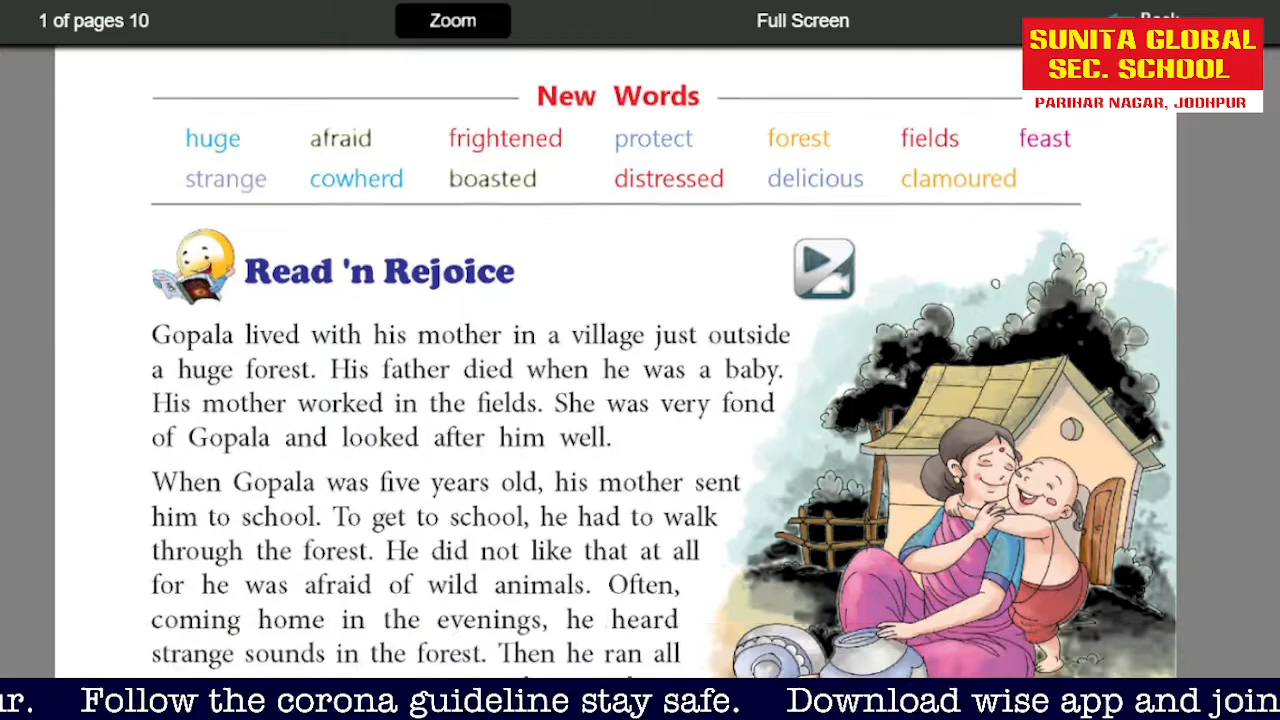 1 of pages 10 Zoom Full Screen
SUNITA GLOBAL
SEC. SCHOOL
PARIHAR NAGAR, JODHPUR
New Words
huge afraid frightened protect forest fields feast
strange cowherd boasted distressed delicious clamoured
Read 'n Rejoice
Gopala lived with his mother in a village just outside
a huge forest. His father died when he was a baby.
His mother worked in the fields. She was very fond
of Gopala and looked after him well.
When Gopala was five years old, his mother sent
him to school. To get to school, he had to walk
through the forest. He did not like that at all
for he was afraid of wild animals. Often,
coming home in the evenings, he heard
strange sounds in the forest. Then he ran all
ur. Follow the corona guideline stay safe. Download wise app and join